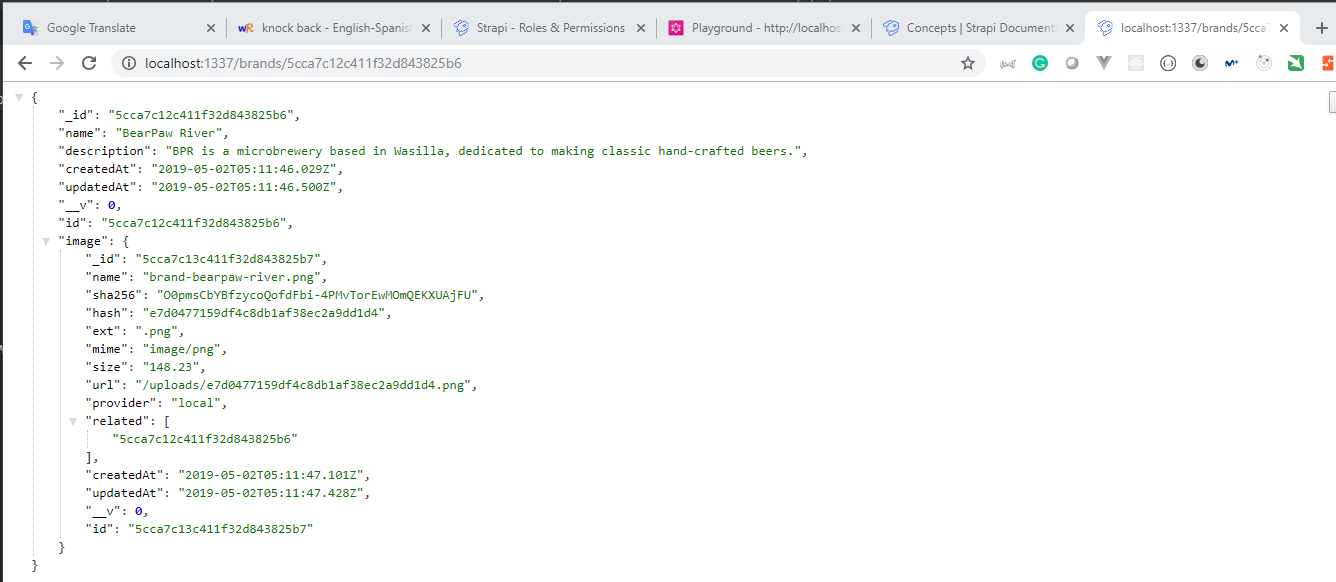 Google Translate
wR knock back - English-Spanis
Strapi - Roles & Permissions
Playground - http://localhos
Concepts | Strapi Document
localhost:1337/brands/5cca7
localhost:1337/brands/5cca7c12c411f32d843825b6
{
"_id": "5cca7c12c411f32d843825b6",
"name": "BearPaw River",
"description": "BPR is a microbrewery based in Wasilla, dedicated to making classic hand-crafted beers.",
"createdAt": "2019-05-02T05:11:46.029Z",
"updatedAt": "2019-05-02T05:11:46.500Z",
"__v": 0,
"id": "5cca7c12c411f32d843825b6",
"image": {
"_id": "5cca7c13c411f32d843825b7",
"name": "brand-bearpaw-river.png",
"sha256": "O0pmsCbYBfzycoQofdFbi-4PMvTorEwMOmQEKXUAjFU",
"hash": "e7d0477159df4c8db1af38ec2a9dd1d4",
"ext": ".png",
"mime": "image/png",
"size": "148.23",
"url": "/uploads/e7d0477159df4c8db1af38ec2a9dd1d4.png",
"provider": "local",
"related": [
"5cca7c12c411f32d843825b6"
],
"createdAt": "2019-05-02T05:11:47.101Z",
"updatedAt": "2019-05-02T05:11:47.428Z",
"__v": 0,
"id": "5cca7c13c411f32d843825b7"
}
}